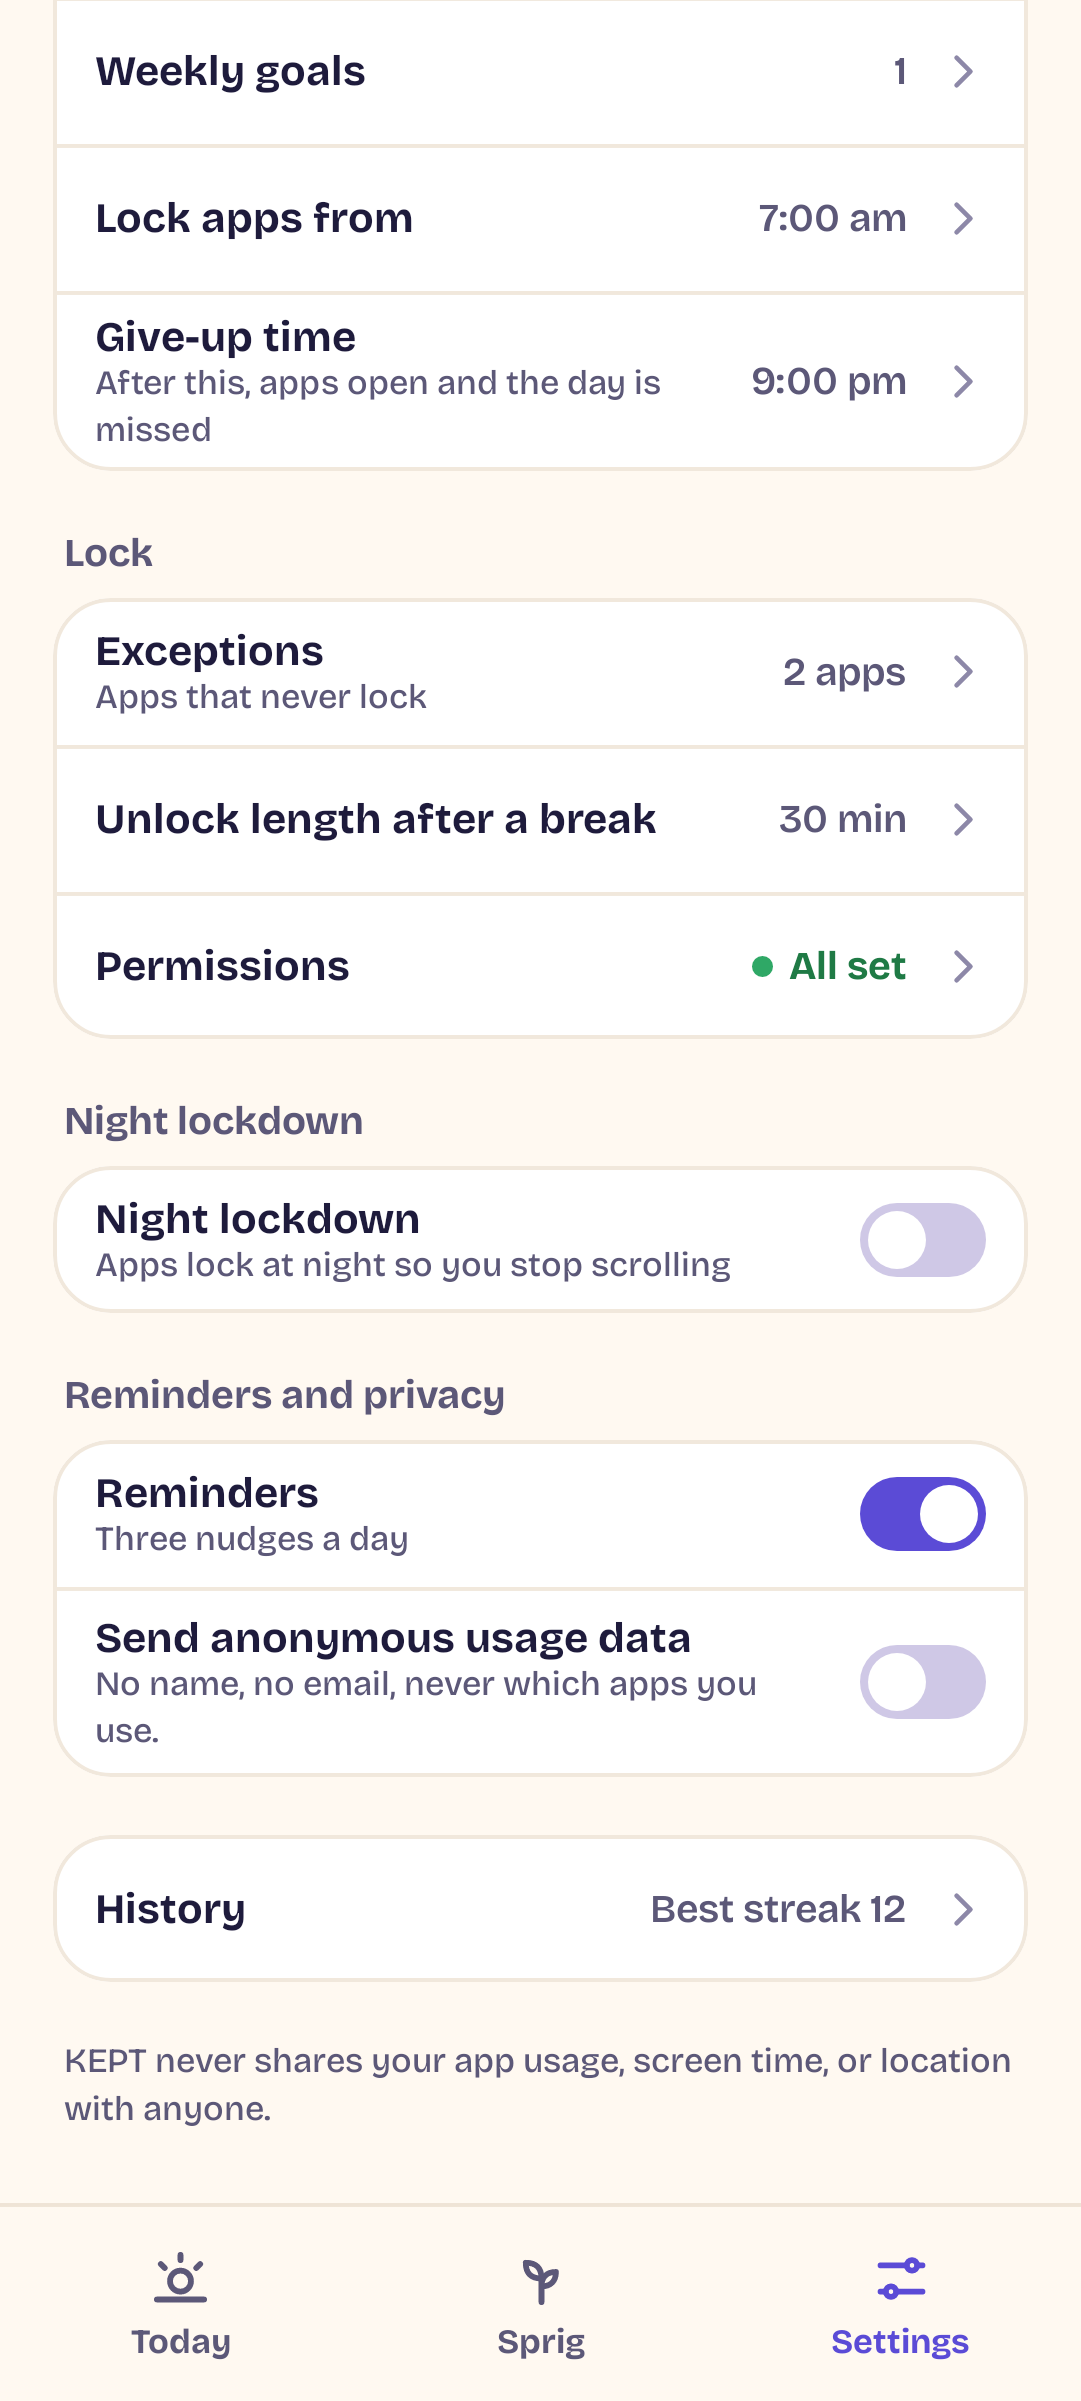 Weekly goals 1
Lock apps from 7:00 am
Give-up time
After this, apps open and the day is
missed
9:00 pm
Lock
Exceptions
Apps that never lock
2 apps
Unlock length after a break 30 min
Permissions All set
Night lockdown
Night lockdown
Apps lock at night so you stop scrolling
Reminders and privacy
Reminders
Three nudges a day
Send anonymous usage data
No name, no email, never which apps you
use.
History Best streak 12
KEPT never shares your app usage, screen time, or location
with anyone.
Today Sprig Settings